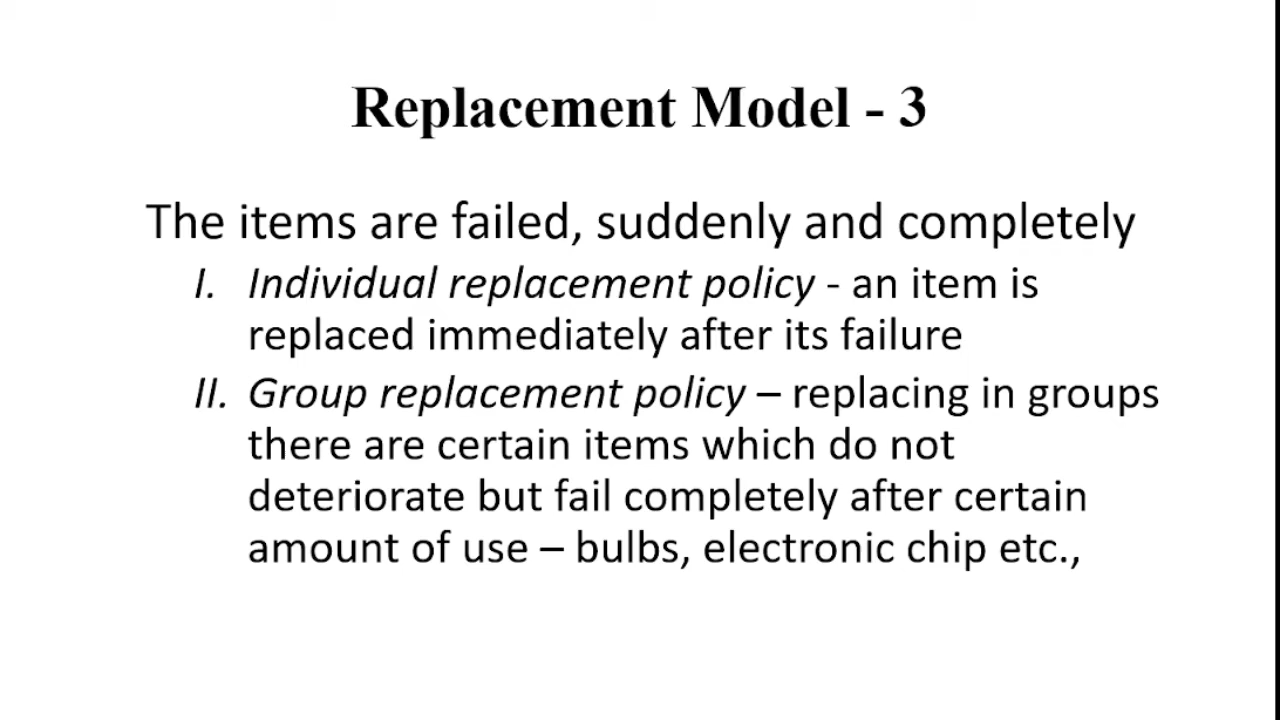 Replacement Model - 3
The items are failed, suddenly and completely
I. Individual replacement policy - an item is
replaced immediately after its failure
II. Group replacement policy – replacing in groups
there are certain items which do not
deteriorate but fail completely after certain
amount of use – bulbs, electronic chip etc.,